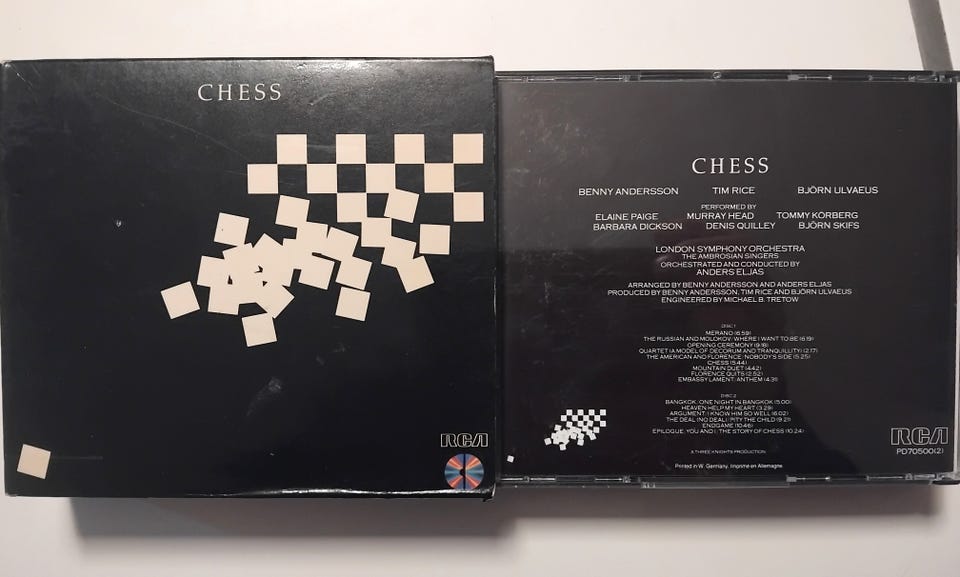 CHESS
RCA
CHESS
BENNY ANDERSSON TIM RICE BJÖRN ULVAEUS
PERFORMED BY
ELAINE PAIGE MURRAY HEAD TOMMY KÖRBERG
BARBARA DICKSON DENIS QUILLEY BJÖRN SKIFS
LONDON SYMPHONY ORCHESTRA
THE AMBROSIAN SINGERS
ORCHESTRATED AND CONDUCTED BY
ANDERS ELJAS
ARRANGED BY BENNY ANDERSSON AND ANDERS ELJAS
PRODUCED BY BENNY ANDERSSON, TIM RICE AND BJÖRN ULVAEUS
ENGINEERED BY MICHAEL B. TRETOW
DISC 1
MERANO (6.59)
THE RUSSIAN AND MOLOKOV: WHERE I WANT TO BE (6.19)
OPENING CEREMONY (9.18)
QUARTET (A MODEL OF DECORUM AND TRANQUILLITY) (2.17)
THE AMERICAN AND FLORENCE: NOBODY'S SIDE (5.25)
CHESS (5.44)
MOUNTAIN DUET (4.42)
FLORENCE QUITS (2.52)
EMBASSY LAMENT: ANTHEM (4.31)
DISC 2
BANGKOK: ONE NIGHT IN BANGKOK (5.00)
HEAVEN HELP MY HEART (3.29)
ARGUMENT: I KNOW HIM SO WELL (6.02)
THE DEAL (NO DEAL): PITY THE CHILD (9.21)
ENDGAME (10.46)
EPILOGUE: YOU AND I: THE STORY OF CHESS (10.24)
A THREE KNIGHTS PRODUCTION
Printed in W. Germany. Imprimé en Allemagne.
RCA
PD70500(2)